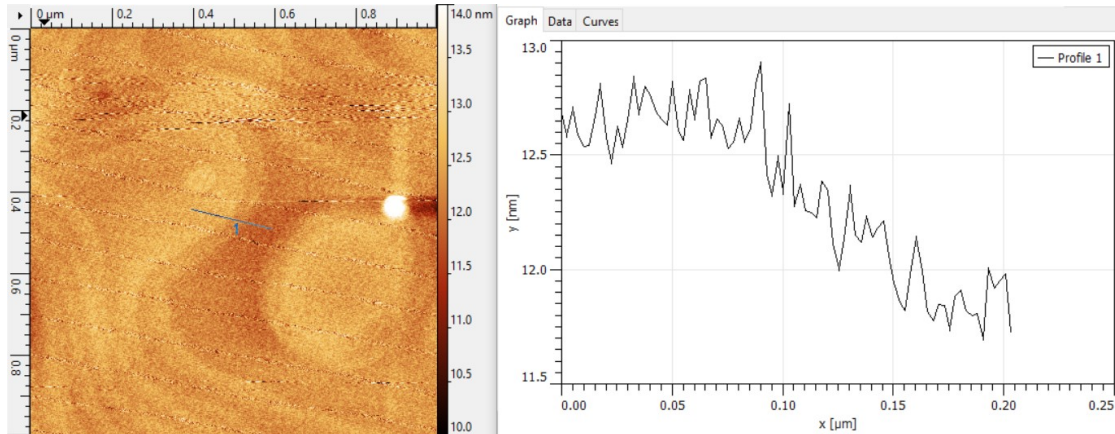 0 µm 0.2 0.4 0.6 0.8
0 µm
0.2
0.4
0.6
0.8
1
14.0 nm
13.5
13.0
12.5
12.0
11.5
11.0
10.5
10.0
Graph Data Curves
Profile 1
13.0
12.5
12.0
11.5
y [nm]
0.00 0.05 0.10 0.15 0.20 0.25
x [µm]